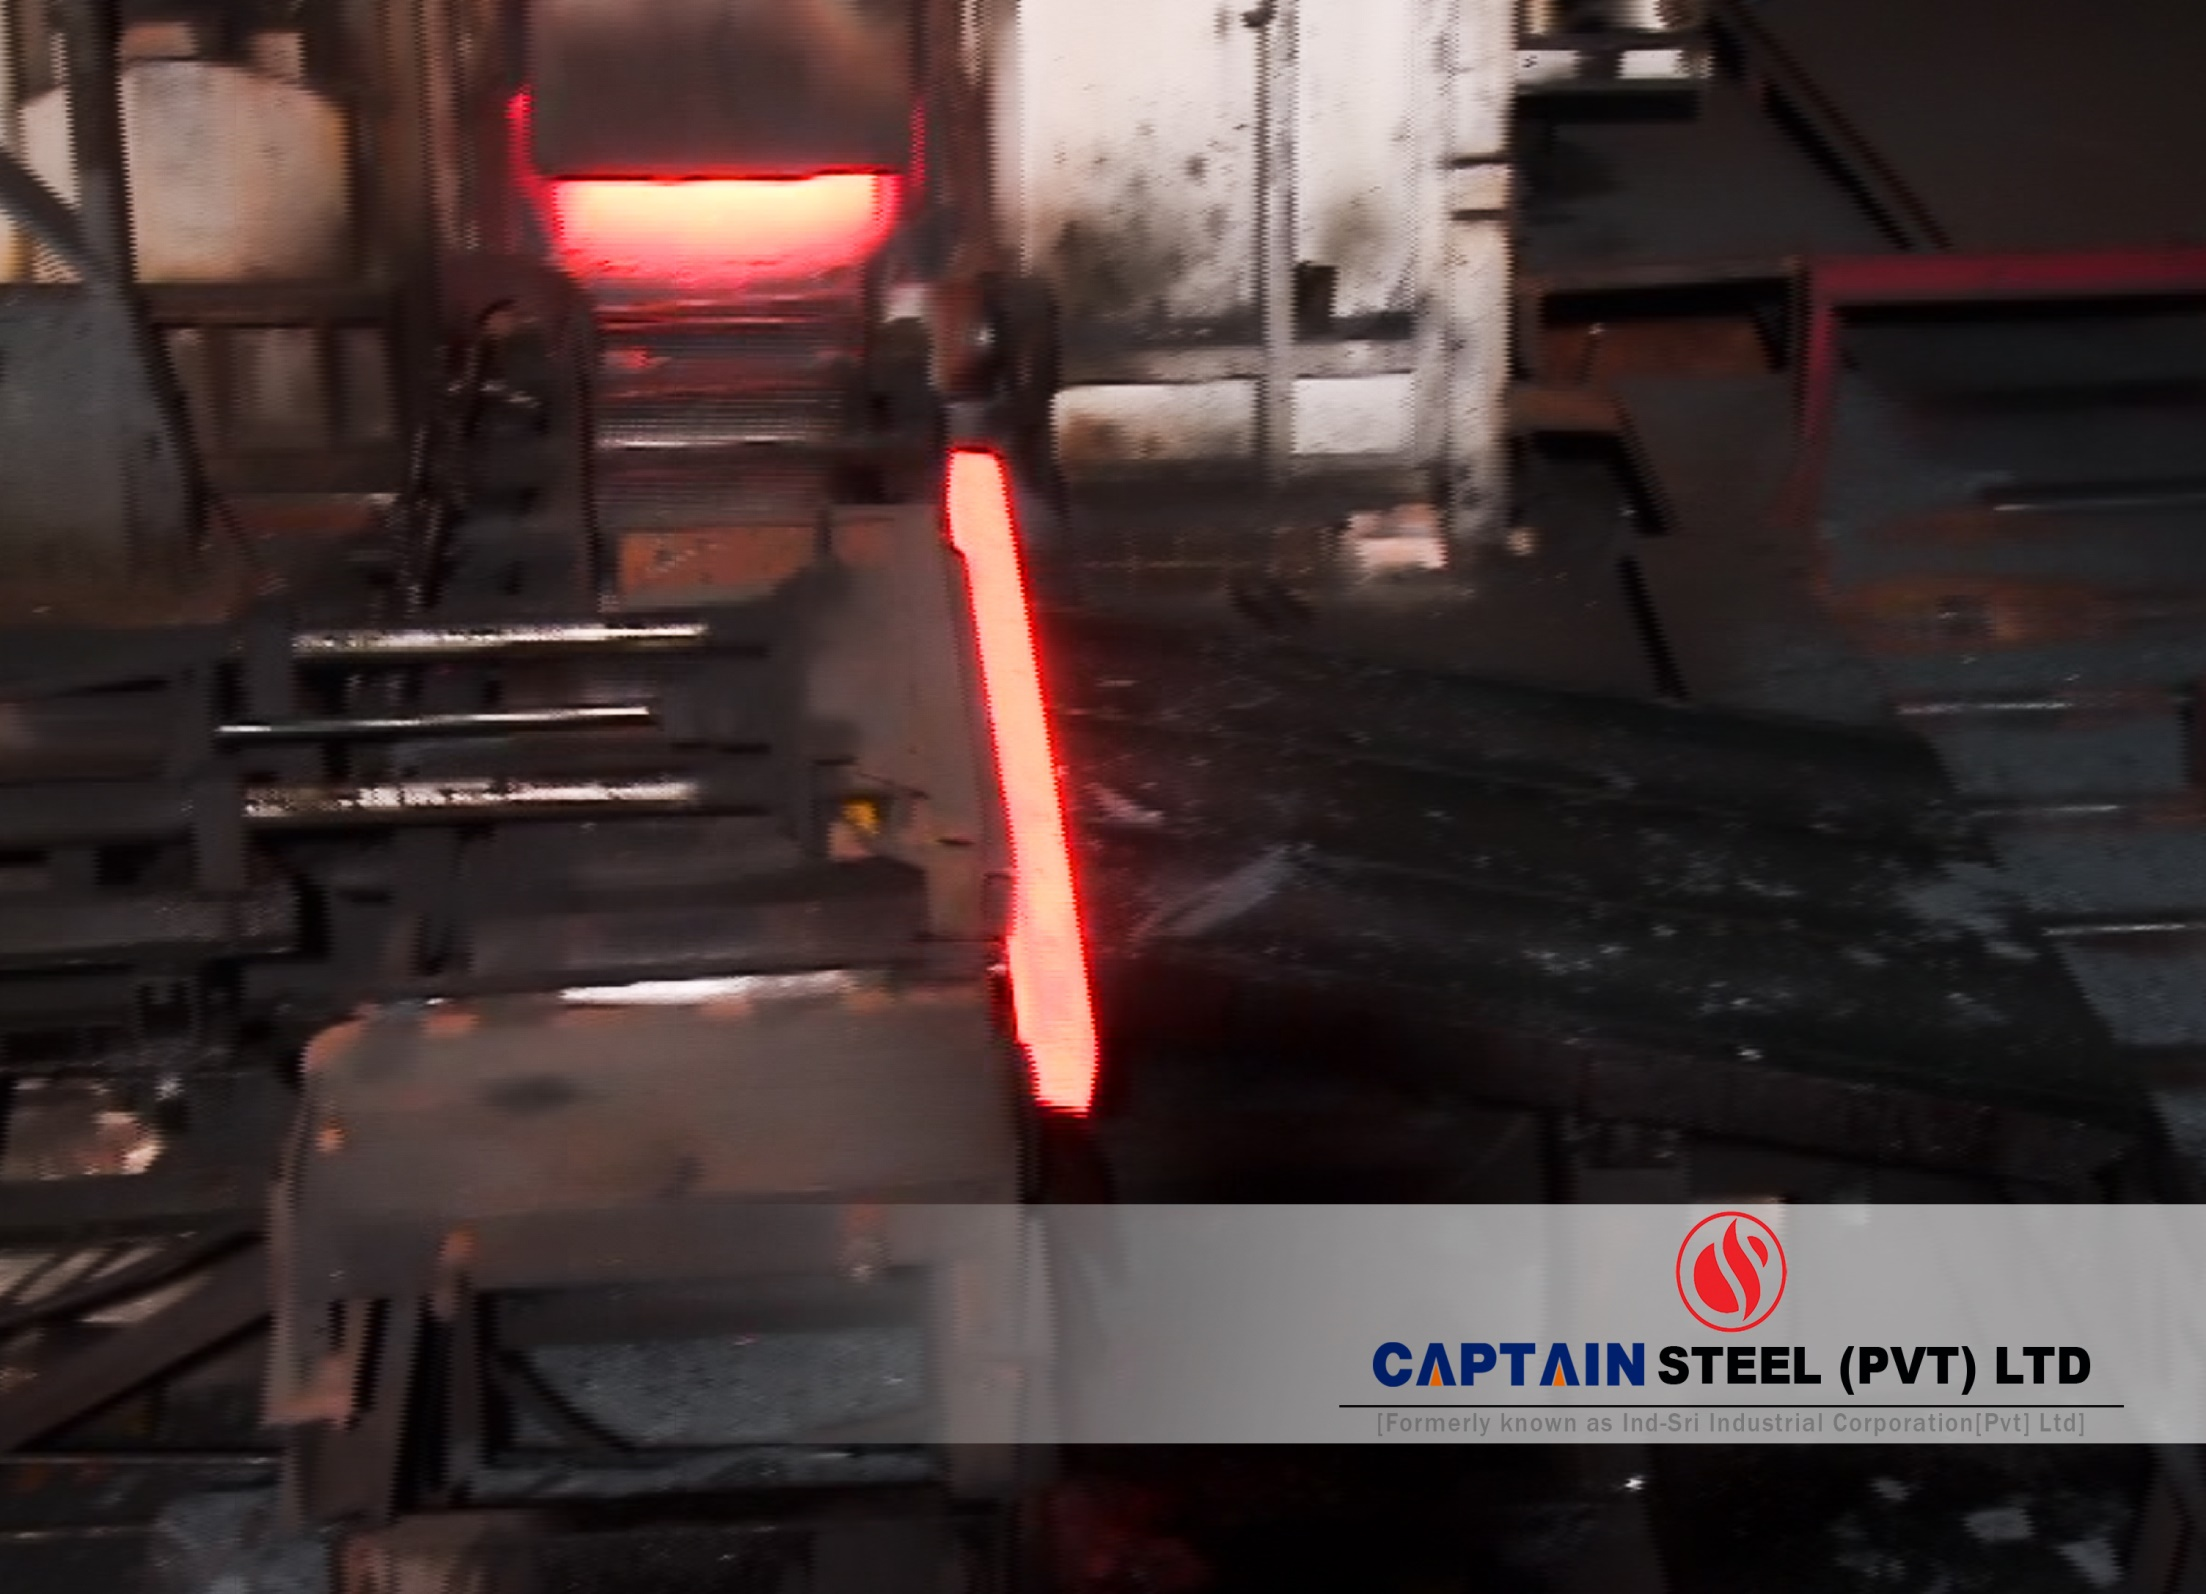 CAPTAIN STEEL (PVT) LTD
[Formerly known as Ind-Sri Industrial Corporation[Pvt] Ltd]